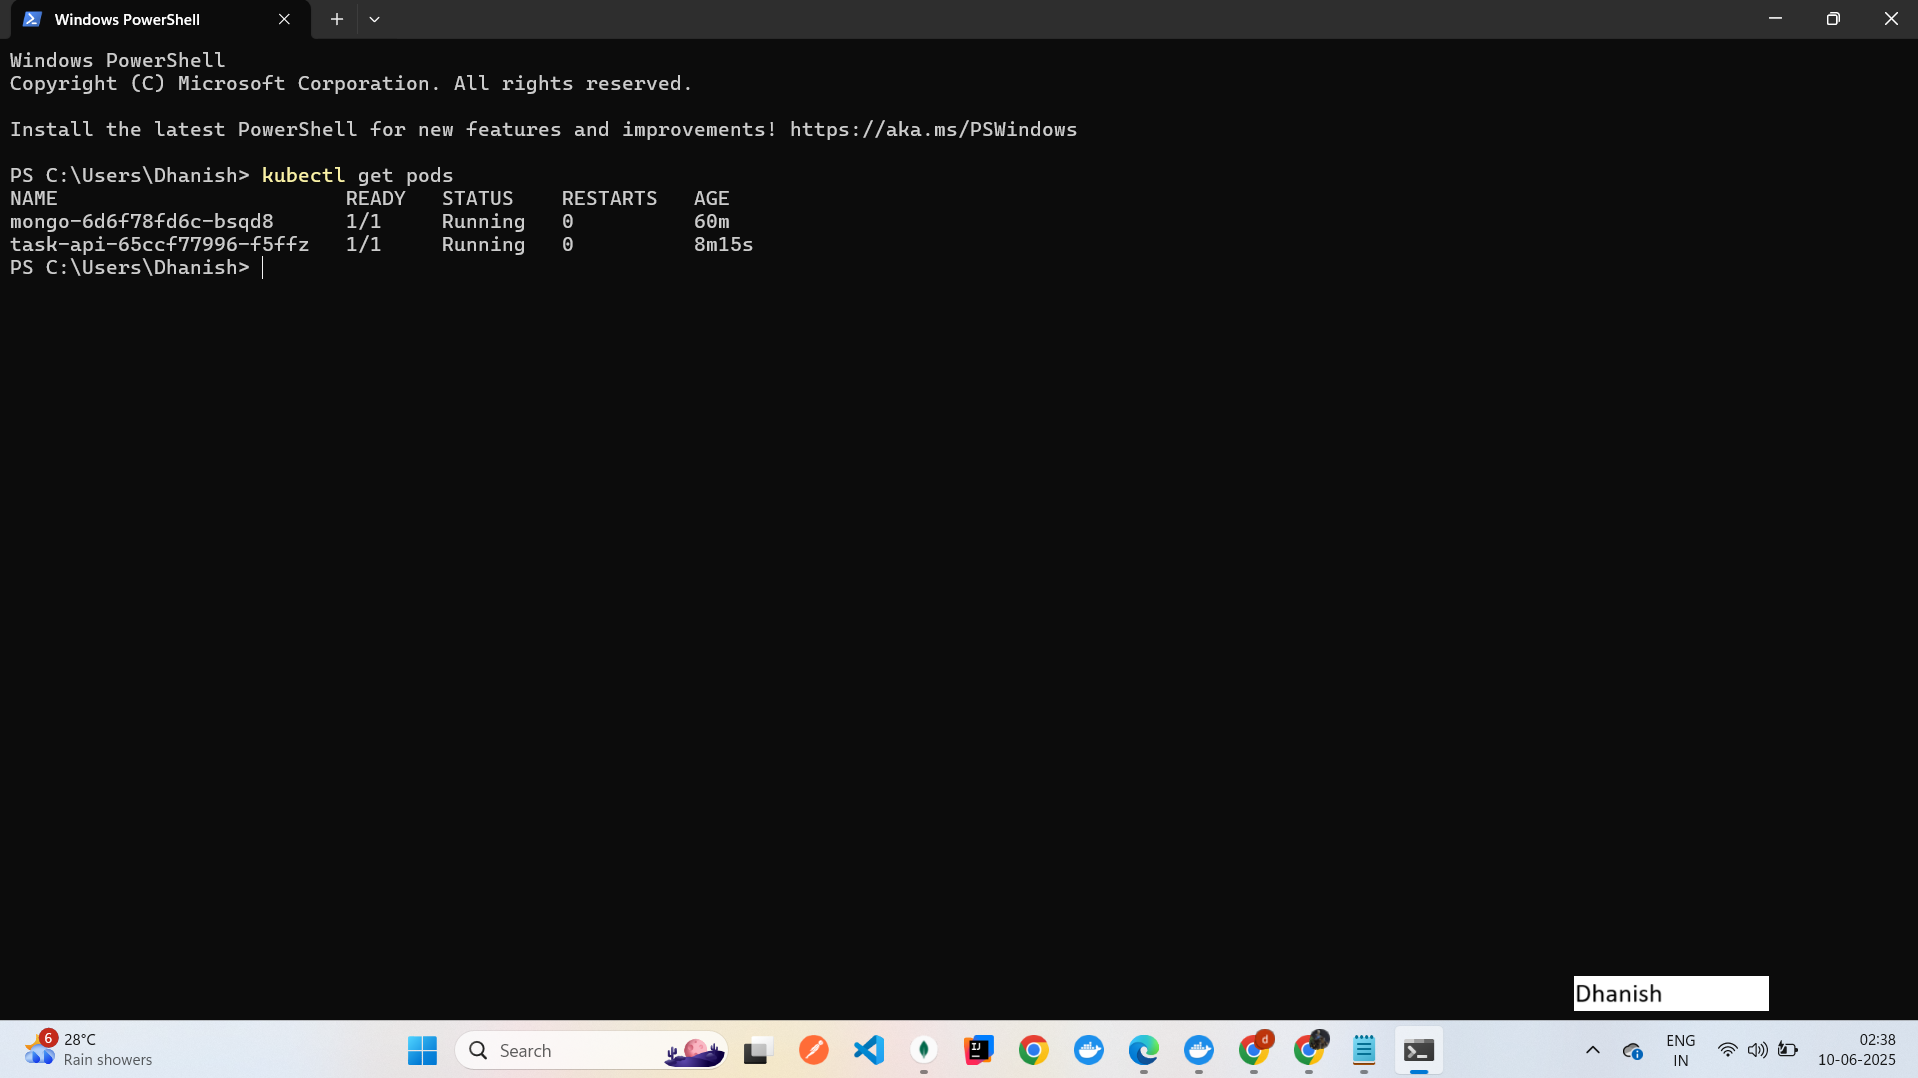 Windows PowerShell
Windows PowerShell
Copyright (C) Microsoft Corporation. All rights reserved.
Install the latest PowerShell for new features and improvements! https://aka.ms/PSWindows
PS C:\Users\Dhanish> kubectl get pods
NAME READY STATUS RESTARTS AGE
mongo-6d6f78fd6c-bsqd8 1/1 Running 0 60m
task-api-65ccf77996-f5ffz 1/1 Running 0 8m15s
PS C:\Users\Dhanish>
Dhanish
6
28°C
Rain showers
Search
IJ
d
ENG
IN
02:38
10-06-2025